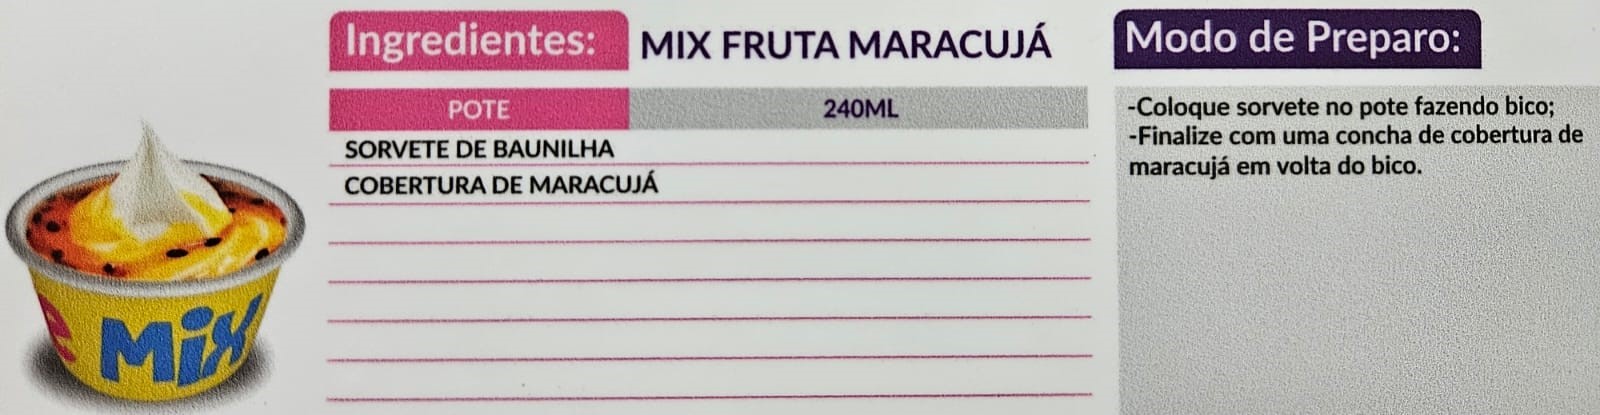 Ingredientes: MIX FRUTA MARACUJÁ
POTE 240ML
SORVETE DE BAUNILHA
COBERTURA DE MARACUJÁ
Modo de Preparo:
-Coloque sorvete no pote fazendo bico;
-Finalize com uma concha de cobertura de
maracujá em volta do bico.
e Mix